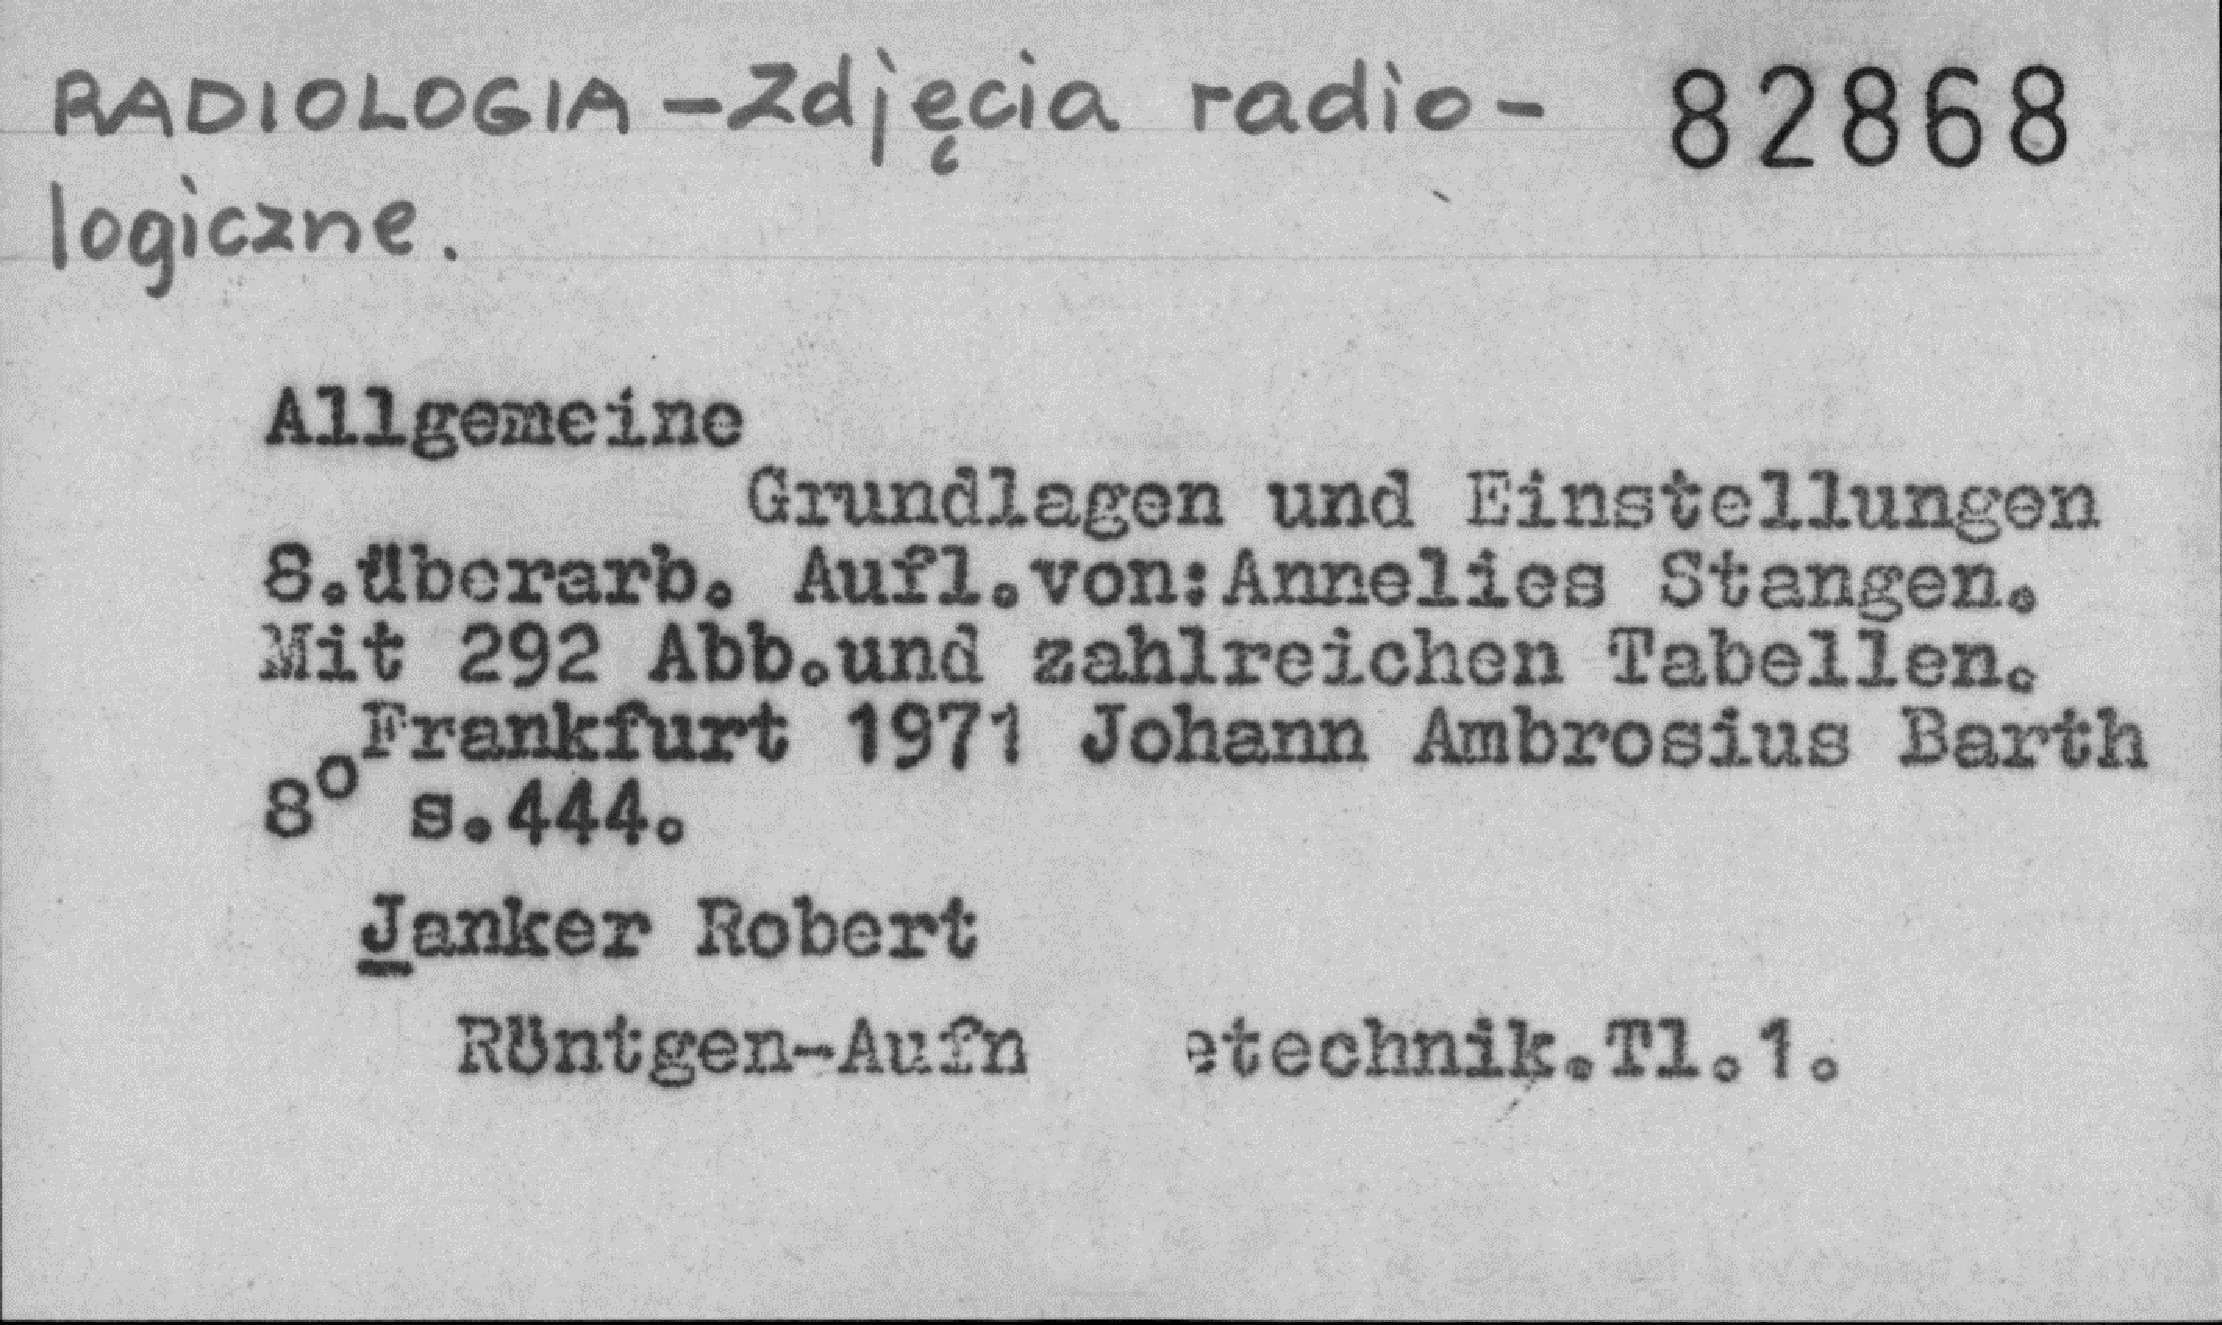 RADIOLOGIA - Zdjęcia radio- 82868
logiczne.
Allgemeine
Grundlagen und Einstellungen
8.überarb. Aufl.von:Annelies Stangen.
Mit 292 Abb.und zahlreichen Tabellen.
Frankfurt 1971 Johann Ambrosius Barth
8° s.444.
Janker Robert
Röntgen-Aufn etechnik.Tl.1.